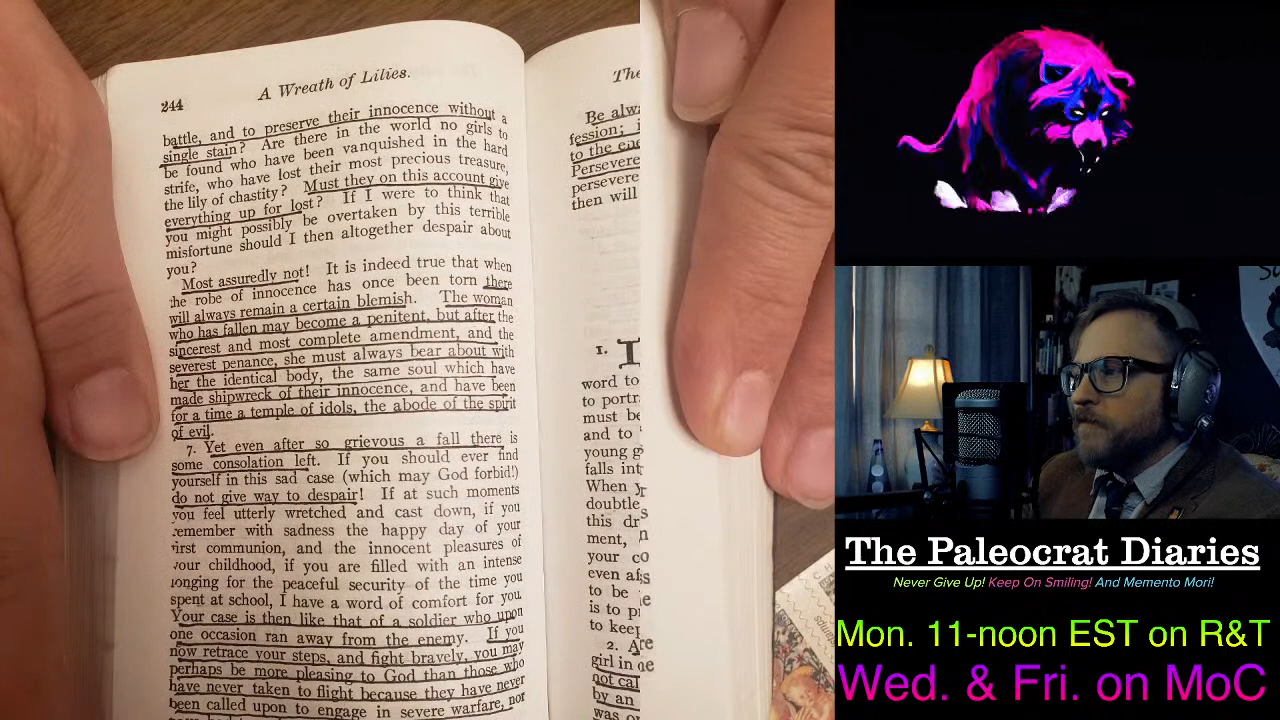 244
A Wreath of Lilies.
battle, and to preserve their innocence without a
single stain? Are there in the world no girls to
be found who have been vanquished in the hard
strife, who have lost their most precious treasure,
the lily of chastity? Must they on this account give
everything up for lost? If I were to think that
you might possibly be overtaken by this terrible
misfortune should I then altogether despair about
you?
Most assuredly not! It is indeed true that when
the robe of innocence has once been torn there
will always remain a certain blemish. The woman
who has fallen may become a penitent, but after the
sincerest and most complete amendment, and the
severest penance, she must always bear about with
her the identical body, the same soul which have
made shipwreck of their innocence, and have been
for a time a temple of idols, the abode of the spirit
of evil.
7. Yet even after so grievous a fall there is
some consolation left. If you should ever find
yourself in this sad case (which may God forbid!)
do not give way to despair! If at such moments
you feel utterly wretched and cast down, if you
remember with sadness the happy day of your
first communion, and the innocent pleasures of
your childhood, if you are filled with an intense
longing for the peaceful security of the time you
spent at school, I have a word of comfort for you
Your case is then like that of a soldier who upon
one occasion ran away from the enemy. If you
now retrace your steps, and fight bravely, you may
perhaps be more pleasing to God than those who
have never taken to flight because they have never
been called upon to engage in severe warfare, nor
The
Be alwa
fession;
to the en
Persevere
persevere
then will
1. I
word to
to portr
must be
and to
young g
falls int
When y
doubtle
this dr
ment,
your co
even af
to be
is to p
to keep
2. Are
girl in
not cal
by an
was o
The Paleocrat Diaries
Never Give Up! Keep On Smiling! And Memento Mori!
Mon. 11-noon EST on R&T
Wed. & Fri. on MoC